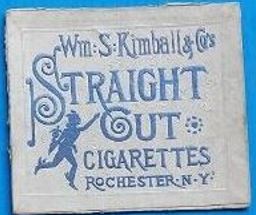 Wm: S: Kimball & Co's
STRAIGHT
CUT
CIGARETTES
ROCHESTER. N. Y.